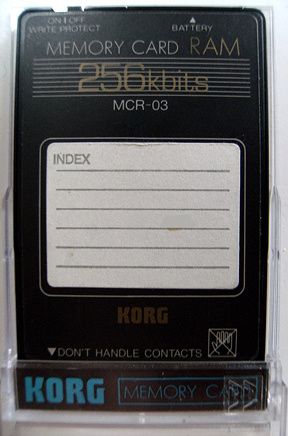 ON OFF
WRITE PROTECT
▲
BATTERY
MEMORY CARD RAM
256kbits
MCR-03
INDEX
KORG
▼DON'T HANDLE CONTACTS
KORG MEMORY CARD